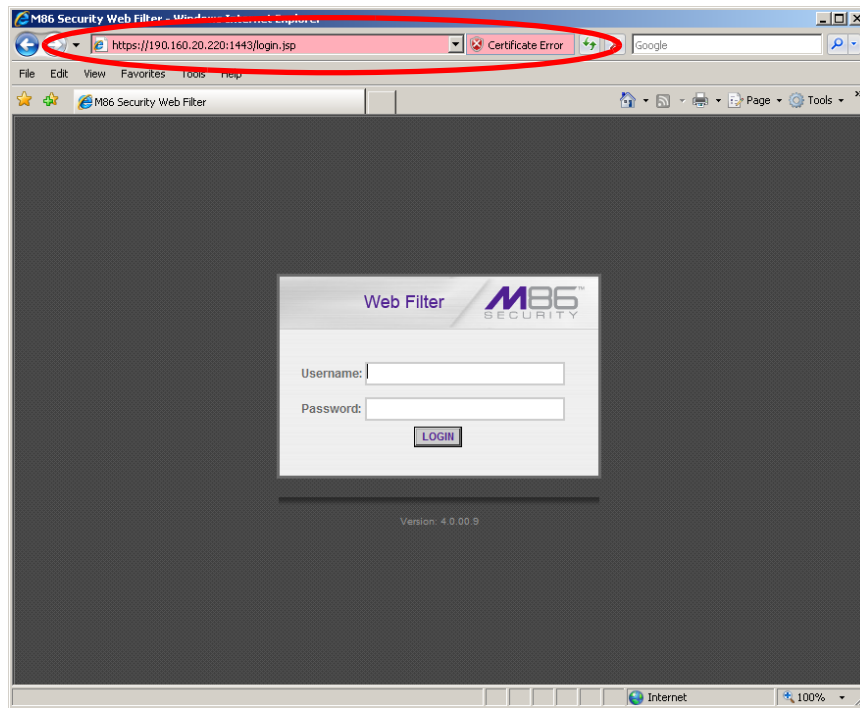 M86 Security Web Filter - Windows Internet Explorer
https://190.160.20.220:1443/login.jsp
Certificate Error
Google
File Edit View Favorites Tools Help
M86 Security Web Filter
Page
Tools
Web Filter
M86
SECURITY
TM
Username:
Password:
LOGIN
Version: 4.0.00.9
Internet
100%